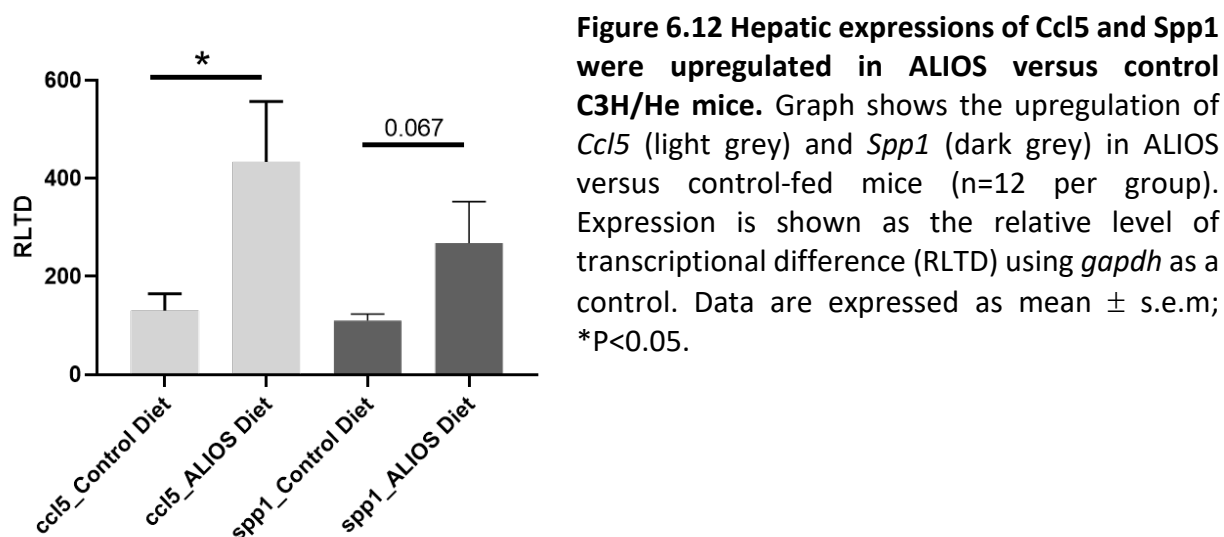 Figure 6.12 Hepatic expressions of Ccl5 and Spp1
were upregulated in ALIOS versus control
C3H/He mice. Graph shows the upregulation of
Ccl5 (light grey) and Spp1 (dark grey) in ALIOS
versus control-fed mice (n=12 per group).
Expression is shown as the relative level of
transcriptional difference (RLTD) using gapdh as a
control. Data are expressed as mean ± s.e.m;
*P<0.05.
RLTD
600
400
200
0
*
0.067
ccl5_Control Diet
ccl5_ALIOS Diet
spp1_Control Diet
spp1_ALIOS Diet